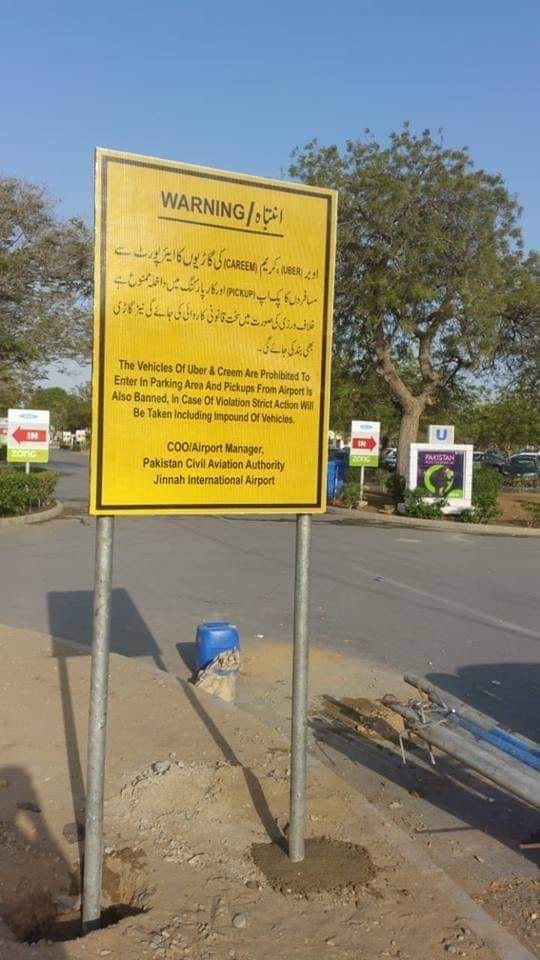 WARNING/انتباہ
اوبر (UBER)، کریم (CAREEM) کی گاڑیوں کا ایئرپورٹ سے
مسافروں کا پک اپ (PICKUP) اور کار پارکنگ میں داخلہ ممنوع ہے
خلاف ورزی کی صورت میں سخت قانونی کاروائی کی جائے گی نیز گاڑی
بھی بند کی جائے گی۔
The Vehicles Of Uber & Creem Are Prohibited To
Enter In Parking Area And Pickups From Airport Is
Also Banned, In Case Of Violation Strict Action Will
Be Taken Including Impound Of Vehicles.
COO/Airport Manager,
Pakistan Civil Aviation Authority
Jinnah International Airport
IN
zong
IN
zong
U
PAKISTAN